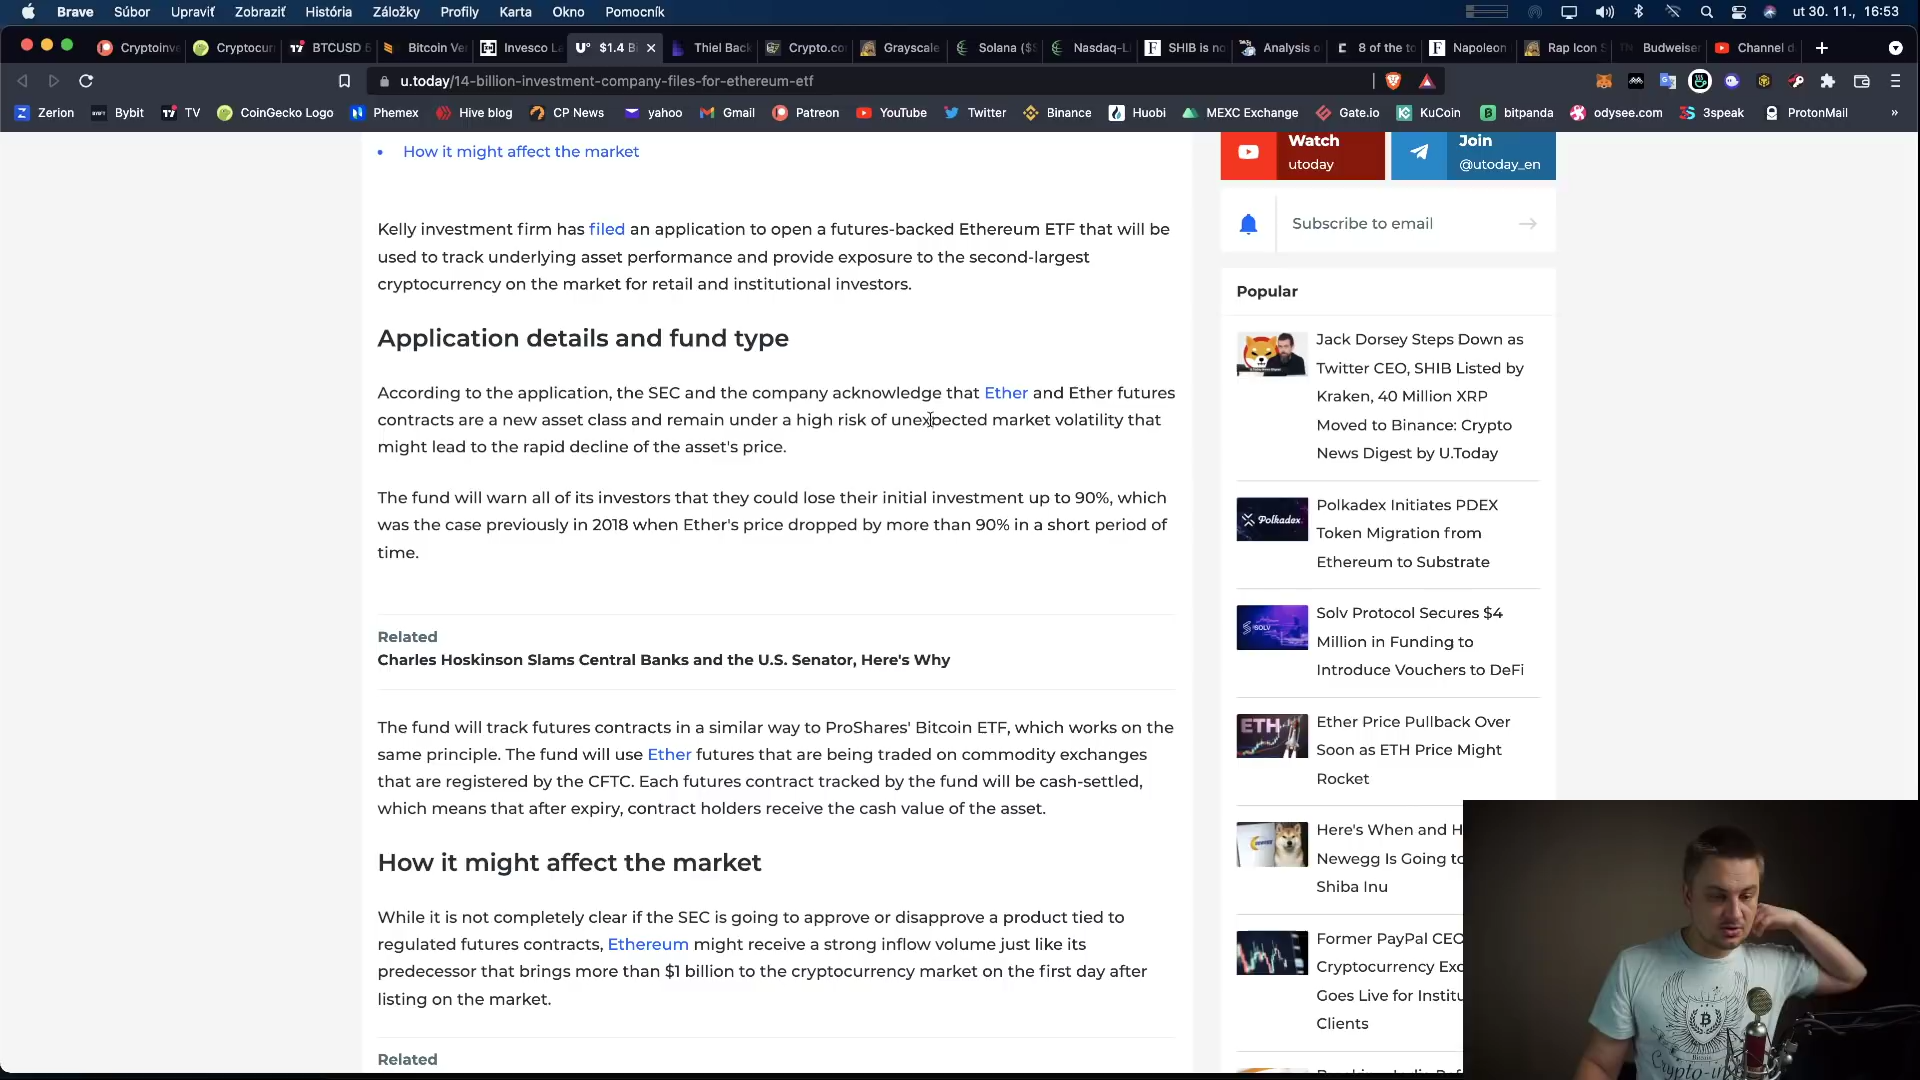 Brave Súbor Upraviť Zobraziť História Záložky Profily Karta Okno Pomocník ut 30. 11., 16:53
Cryptoinve Cryptocur BTCUSD Bitcoin Ve Invesco L $1.4 B Thiel Back Crypto.co Grayscale Solana ($S Nasdaq-L SHIB is no Analysis o 8 of the to Napoleon Rap Icon S Budweiser Channel d
u.today/14-billion-investment-company-files-for-ethereum-etf
Zerion Bybit TV CoinGecko Logo Phemex Hive blog CP News yahoo Gmail Patreon YouTube Twitter Binance Huobi MEXC Exchange Gate.io KuCoin bitpanda odysee.com 3speak ProtonMail »
• How it might affect the market
Kelly investment firm has filed an application to open a futures-backed Ethereum ETF that will be
used to track underlying asset performance and provide exposure to the second-largest
cryptocurrency on the market for retail and institutional investors.
Application details and fund type
According to the application, the SEC and the company acknowledge that Ether and Ether futures
contracts are a new asset class and remain under a high risk of unexpected market volatility that
might lead to the rapid decline of the asset's price.
The fund will warn all of its investors that they could lose their initial investment up to 90%, which
was the case previously in 2018 when Ether's price dropped by more than 90% in a short period of
time.
Related
Charles Hoskinson Slams Central Banks and the U.S. Senator, Here's Why
The fund will track futures contracts in a similar way to ProShares' Bitcoin ETF, which works on the
same principle. The fund will use Ether futures that are being traded on commodity exchanges
that are registered by the CFTC. Each futures contract tracked by the fund will be cash-settled,
which means that after expiry, contract holders receive the cash value of the asset.
How it might affect the market
While it is not completely clear if the SEC is going to approve or disapprove a product tied to
regulated futures contracts, Ethereum might receive a strong inflow volume just like its
predecessor that brings more than $1 billion to the cryptocurrency market on the first day after
listing on the market.
Related
Watch
utoday
Join
@utoday_en
Subscribe to email
Popular
Jack Dorsey Steps Down as
Twitter CEO, SHIB Listed by
Kraken, 40 Million XRP
Moved to Binance: Crypto
News Digest by U.Today
Polkadex
Polkadex Initiates PDEX
Token Migration from
Ethereum to Substrate
SOLV
Solv Protocol Secures $4
Million in Funding to
Introduce Vouchers to DeFi
ETH
Ether Price Pullback Over
Soon as ETH Price Might
Rocket
Here's When and H
Newegg Is Going to
Shiba Inu
Former PayPal CEO
Cryptocurrency Exc
Goes Live for Institu
Clients